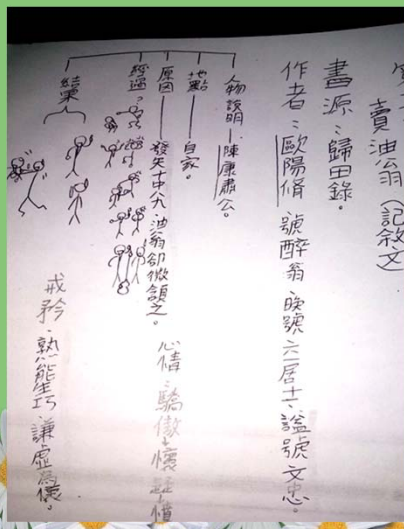 賣油翁(記敘文)
書源:歸田錄。
作者:歐陽脩 號醉翁 晚號六一居士 謚號文忠。
人物說明—陳康肅公。
地點—自家。
原因—發矢十中八九 油翁卻微頷之。
心情:驕傲
經過:
結果
戒矜、熟能生巧、謙虛為懷。